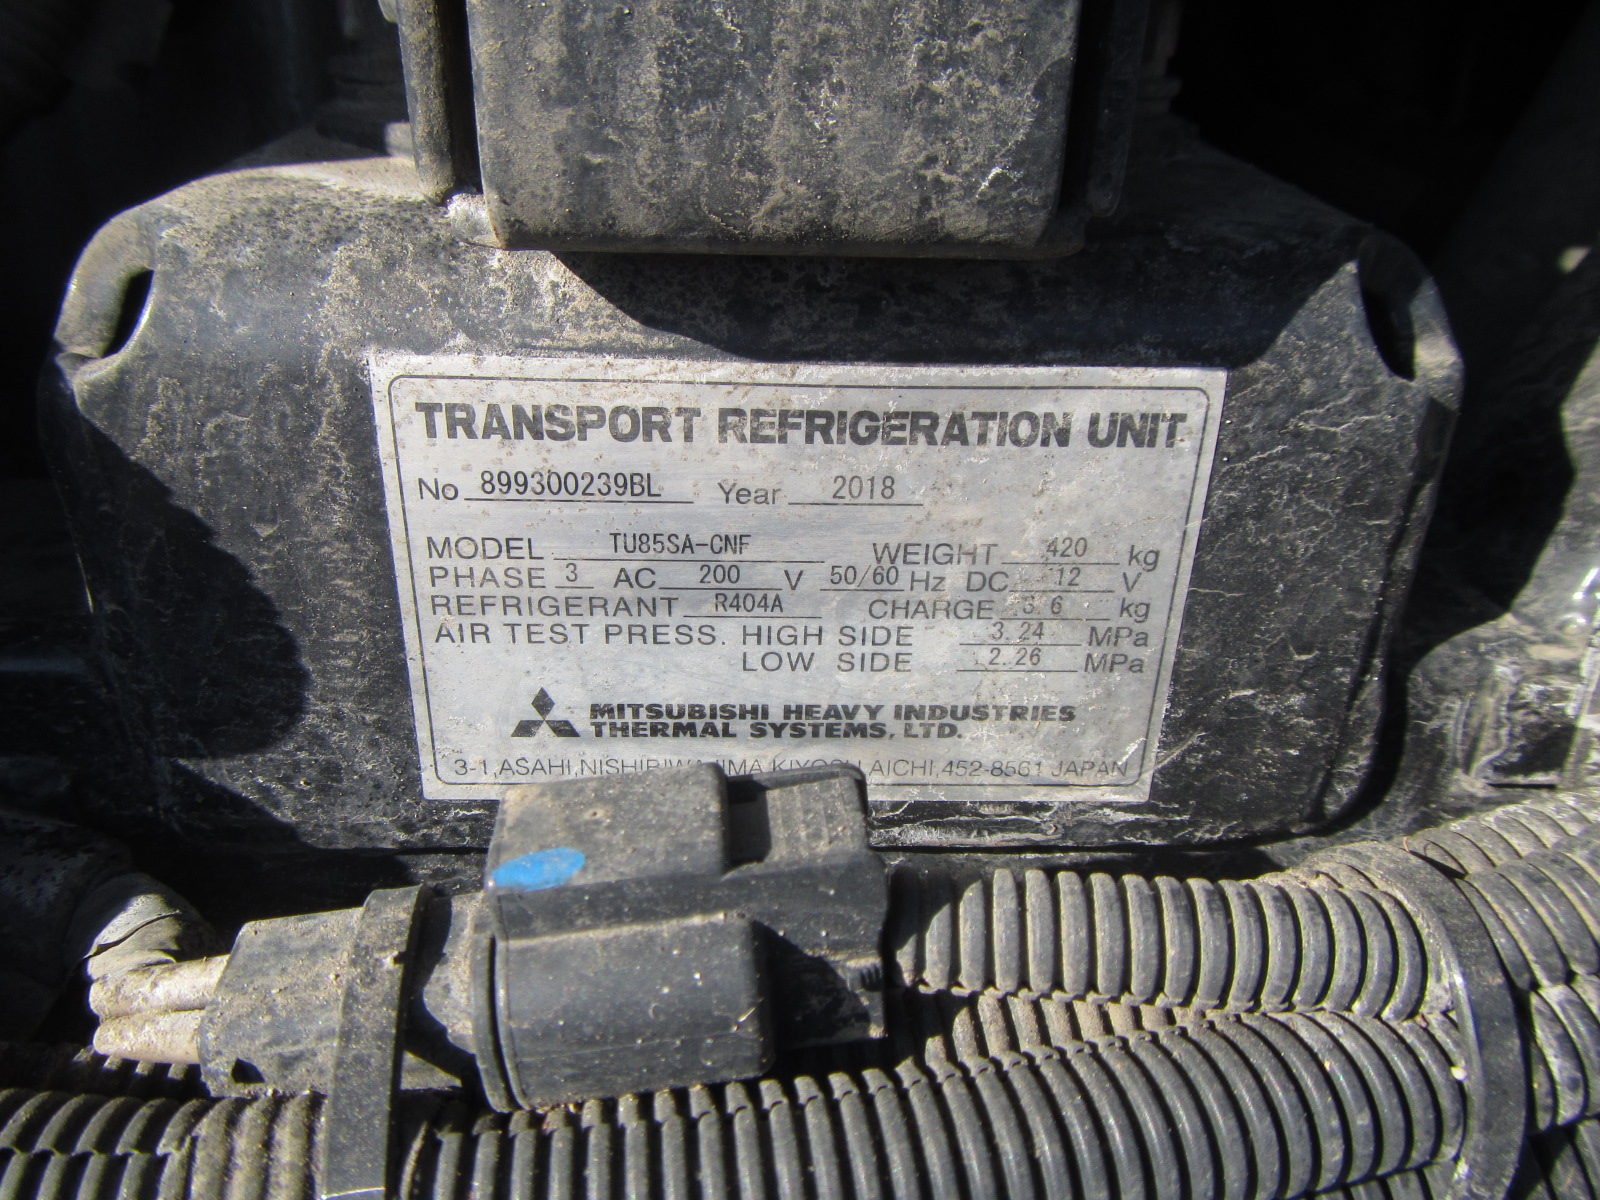 TRANSPORT REFRIGERATION UNIT
No 899300239BL Year 2018
MODEL TU85SA-CNF WEIGHT 420 kg
PHASE 3 AC 200 V 50/60 Hz DC 12 V
REFRIGERANT R404A CHARGE 6 kg
AIR TEST PRESS. HIGH SIDE 3.24 MPa
LOW SIDE 2.26 MPa
MITSUBISHI HEAVY INDUSTRIES
THERMAL SYSTEMS, LTD.
3-1, ASAHI, AICHI, 452-8561 JAPAN